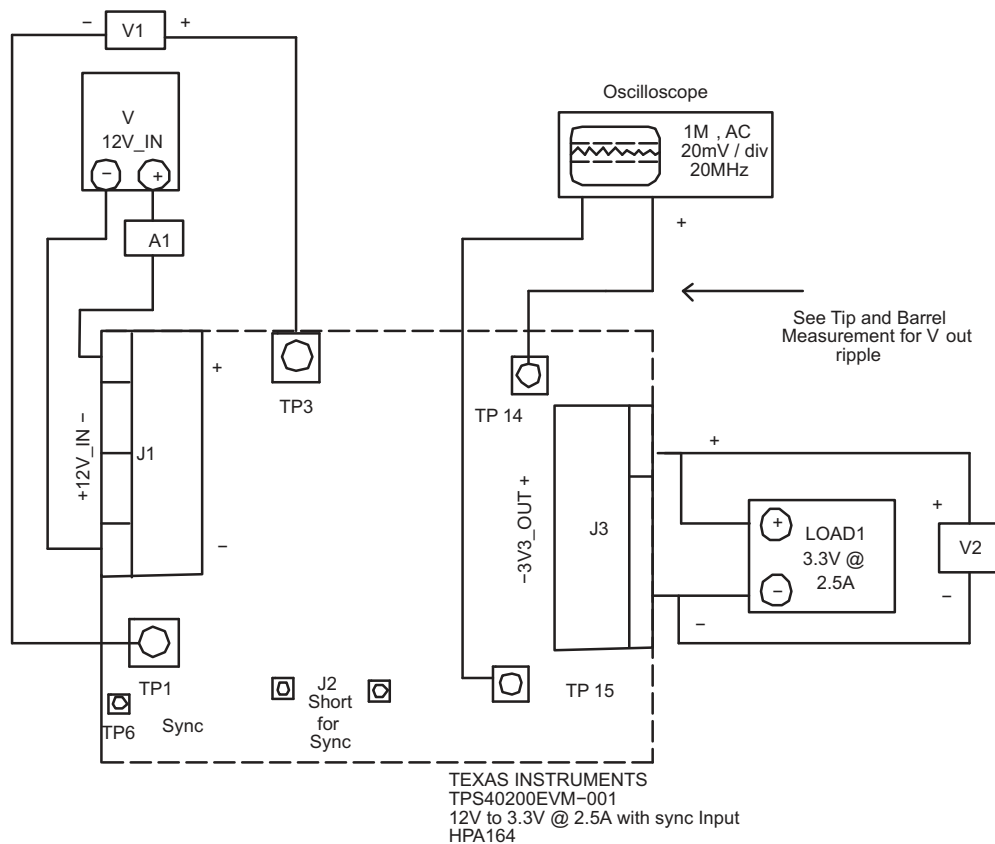 − V1 +
Oscilloscope
V
12V_IN
− +
1M , AC
20mV / div
20MHz
A1
+
See Tip and Barrel
Measurement for V out
ripple
+
TP3
TP 14
+12V_IN −
J1
−
−3V3_OUT +
J3
+
+
LOAD1
3.3V @
2.5A
−
+
V2
−
−
TP1
TP6
Sync
J2
Short
for
Sync
TP 15
TEXAS INSTRUMENTS
TPS40200EVM−001
12V to 3.3V @ 2.5A with sync Input
HPA164